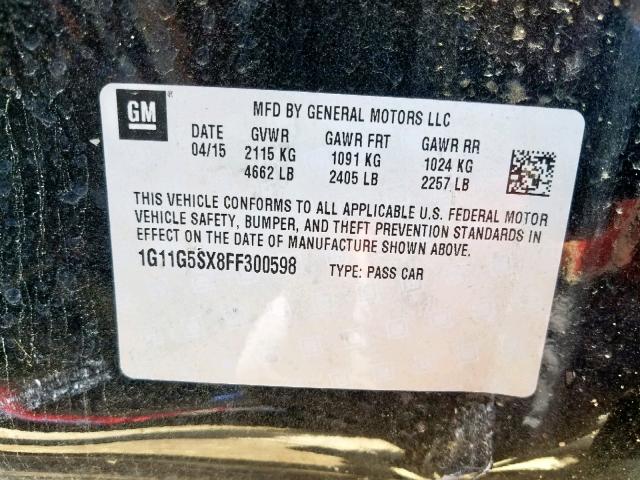 GM
MFD BY GENERAL MOTORS LLC
DATE GVWR GAWR FRT GAWR RR
04/15 2115 KG 1091 KG 1024 KG
4662 LB 2405 LB 2257 LB
THIS VEHICLE CONFORMS TO ALL APPLICABLE U.S. FEDERAL MOTOR
VEHICLE SAFETY, BUMPER, AND THEFT PREVENTION STANDARDS IN
EFFECT ON THE DATE OF MANUFACTURE SHOWN ABOVE.
1G11G5SX8FF300598 TYPE: PASS CAR